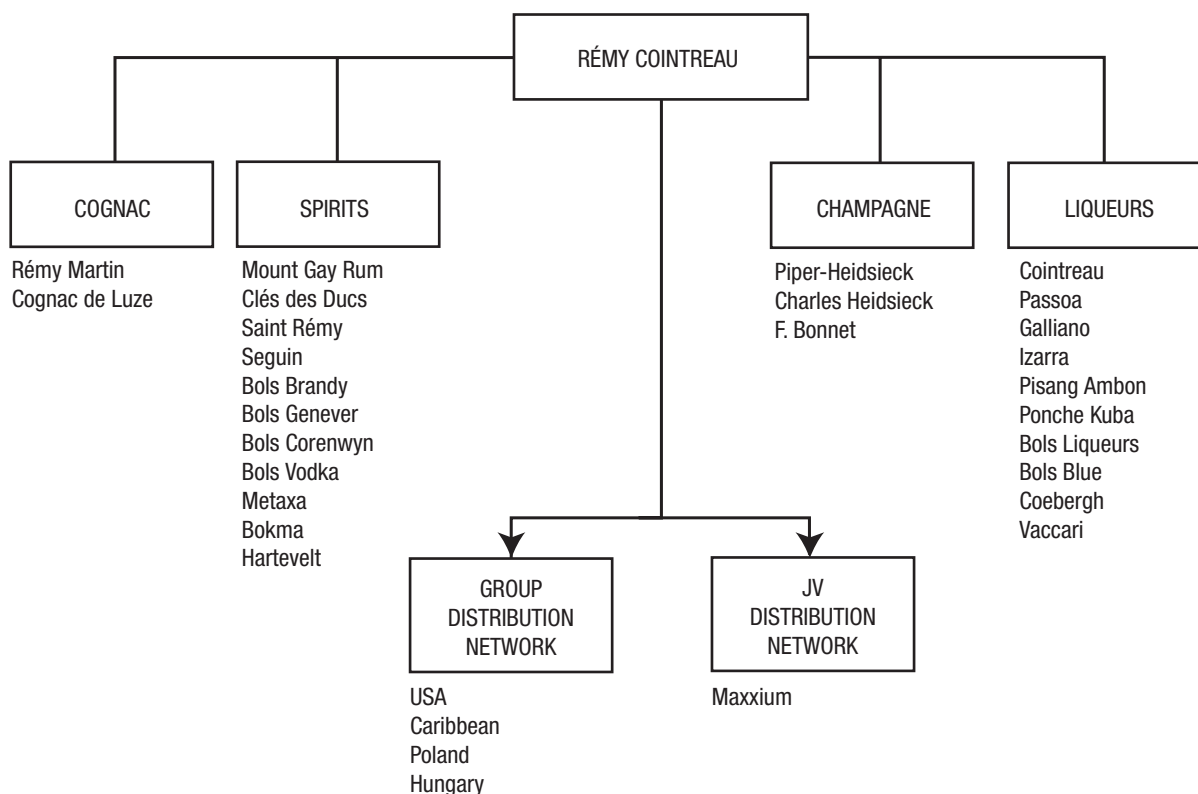 RÉMY COINTREAU
COGNAC
Rémy Martin
Cognac de Luze
SPIRITS
Mount Gay Rum
Clés des Ducs
Saint Rémy
Seguin
Bols Brandy
Bols Genever
Bols Corenwyn
Bols Vodka
Metaxa
Bokma
Hartevelt
CHAMPAGNE
Piper-Heidsieck
Charles Heidsieck
F. Bonnet
LIQUEURS
Cointreau
Passoa
Galliano
Izarra
Pisang Ambon
Ponche Kuba
Bols Liqueurs
Bols Blue
Coebergh
Vaccari
GROUP
DISTRIBUTION
NETWORK
USA
Caribbean
Poland
Hungary
JV
DISTRIBUTION
NETWORK
Maxxium